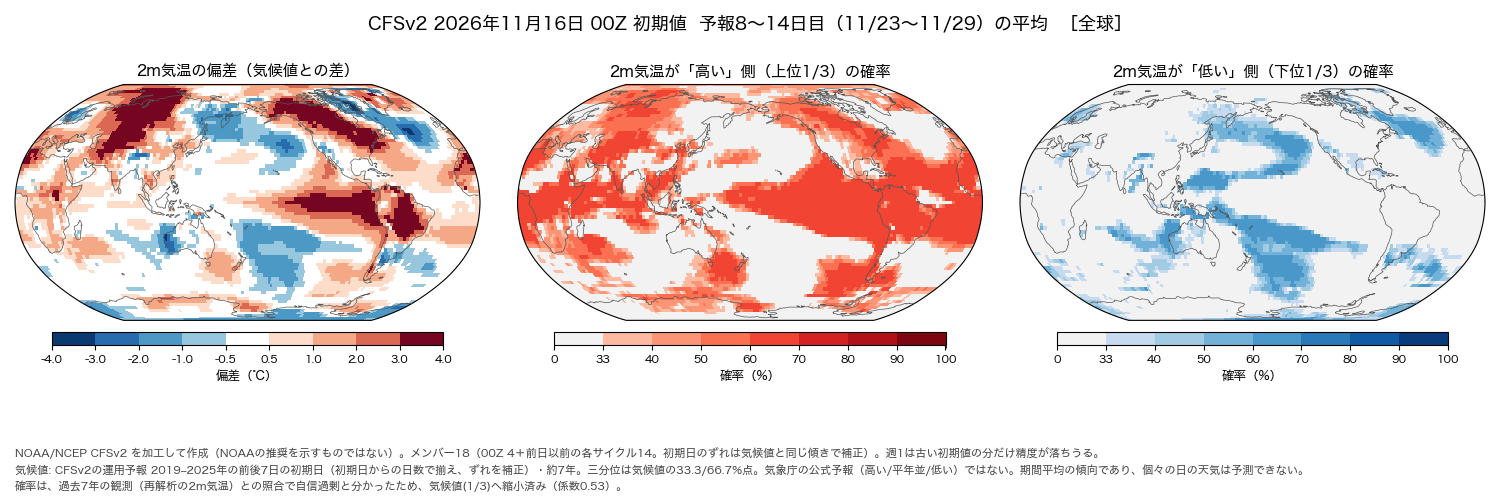 CFSv2 2026年11月16日 00Z 初期値  予報8〜14日目（11/23〜11/29）の平均  ［全球］
2m気温の偏差（気候値との差）
2m気温が「高い」側（上位1/3）の確率
2m気温が「低い」側（下位1/3）の確率
-4.0 -3.0 -2.0 -1.0 -0.5 0.5 1.0 2.0 3.0 4.0
偏差（℃）
0 33 40 50 60 70 80 90 100
確率（%）
0 33 40 50 60 70 80 90 100
確率（%）
NOAA/NCEP CFSv2 を加工して作成（NOAAの推奨を示すものではない）。メンバー18（00Z 4＋前日以前の各サイクル14。初期日のずれは気候値と同じ傾きで補正）。週1は古い初期値の分だけ精度が落ちうる。
気候値: CFSv2の運用予報 2019–2025年の前後7日の初期日（初期日からの日数で揃え、ずれを補正）・約7年。三分位は気候値の33.3/66.7%点。気象庁の公式予報（高い/平年並/低い）ではない。期間平均の傾向であり、個々の日の天気は予測できない。
確率は、過去7年の観測（再解析の2m気温）との照合で自信過剰と分かったため、気候値(1/3)へ縮小済み（係数0.53）。